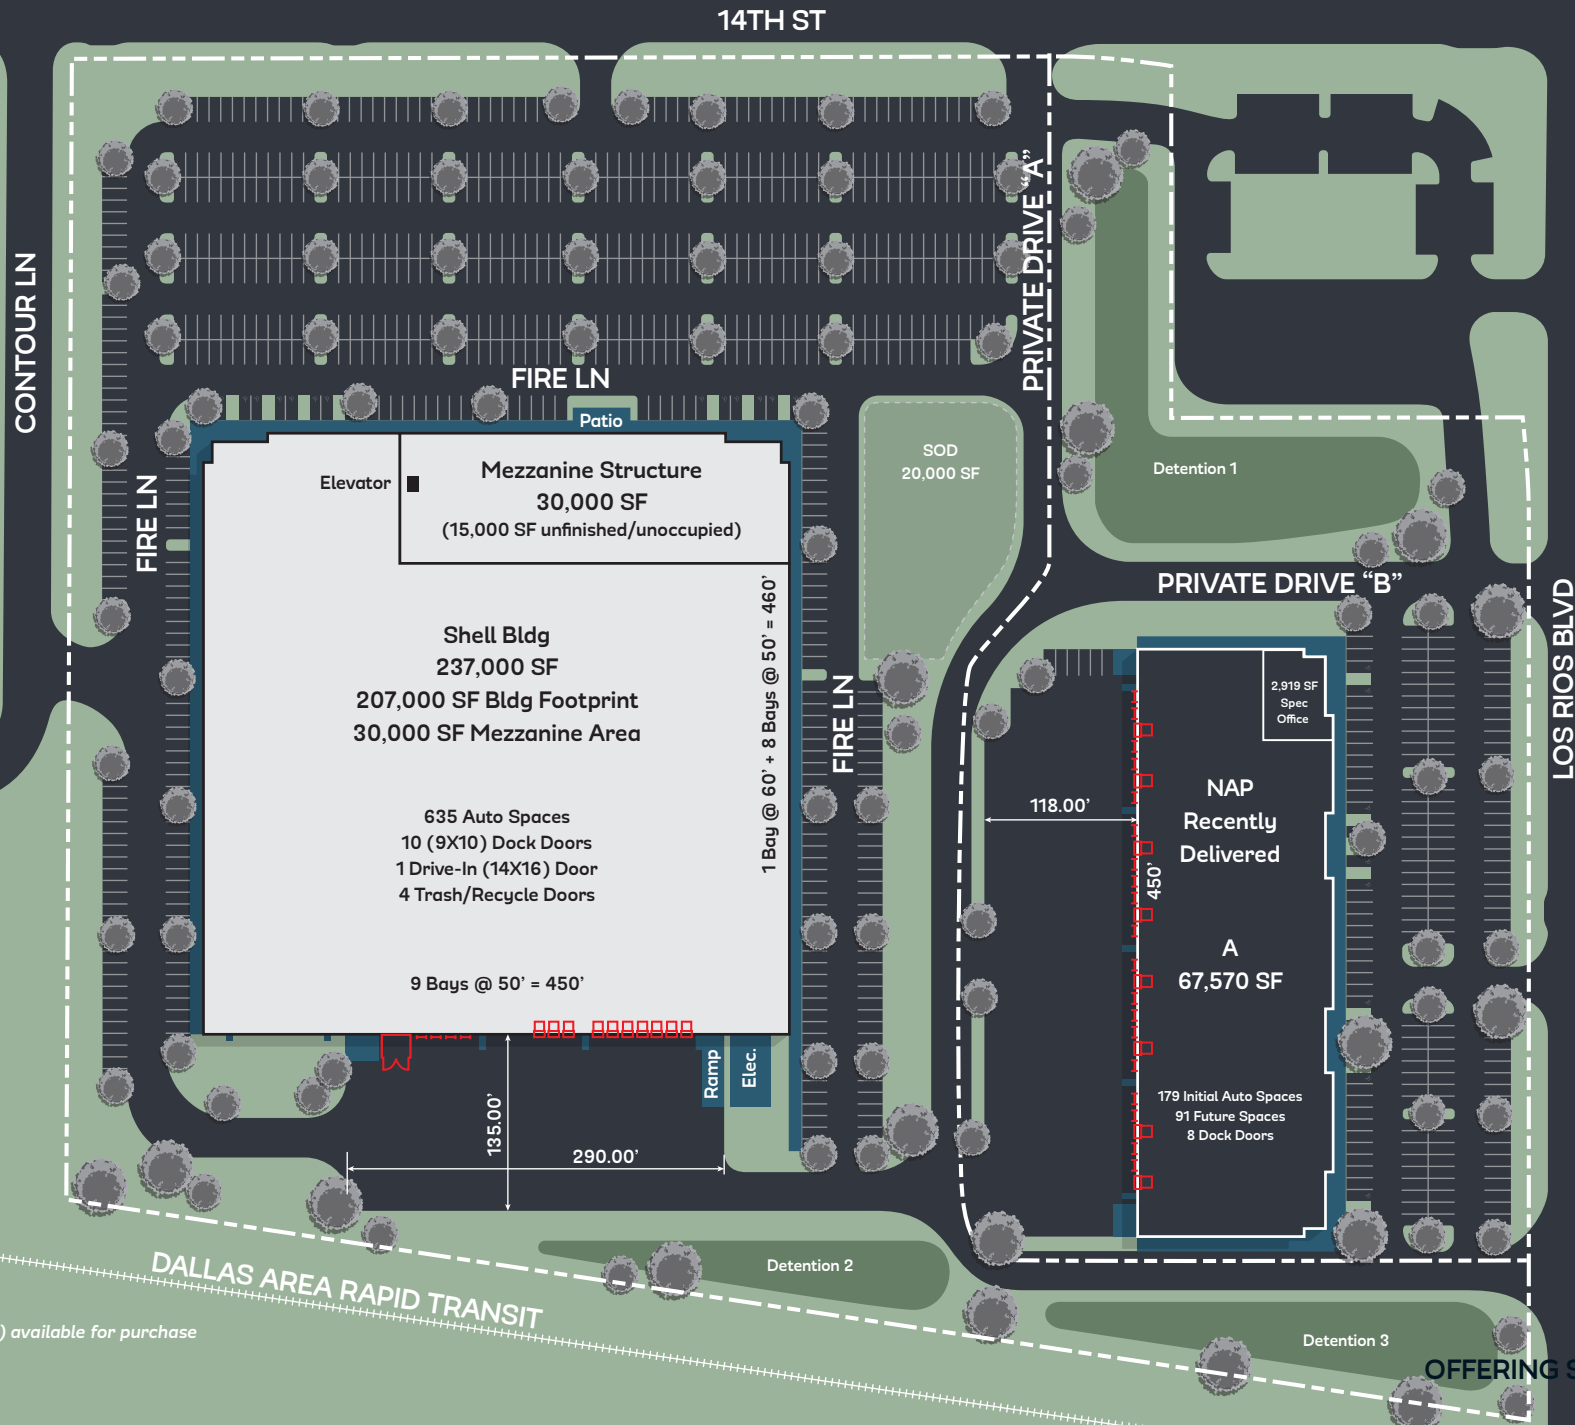 14TH ST
CONTOUR LN
PRIVATE DRIVE “A”
FIRE LN
Patio
Elevator
Mezzanine Structure
30,000 SF
(15,000 SF unfinished/unoccupied)
SOD
20,000 SF
Detention 1
FIRE LN
PRIVATE DRIVE “B”
LOS RIOS BLVD
Shell Bldg
237,000 SF
207,000 SF Bldg Footprint
30,000 SF Mezzanine Area
1 Bay @ 60’ + 8 Bays @ 50’ = 460’
FIRE LN
635 Auto Spaces
10 (9X10) Dock Doors
1 Drive-In (14X16) Door
4 Trash/Recycle Doors
9 Bays @ 50’ = 450’
2,919 SF
Spec
Office
118.00’
NAP
Recently
Delivered
450’
A
67,570 SF
179 Initial Auto Spaces
91 Future Spaces
8 Dock Doors
Ramp
Elec.
135.00’
290.00’
Detention 2
DALLAS AREA RAPID TRANSIT
) available for purchase
Detention 3
OFFERING S